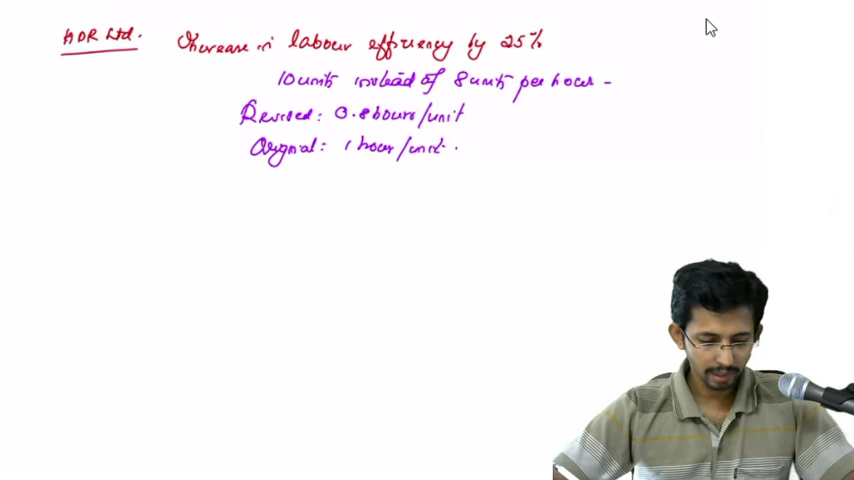 ADR Ltd. Increase in labour efficiency by 25%
10 units instead of 8 units per hour -
Revised: 0.8 hours/unit
Original: 1 hour/unit.